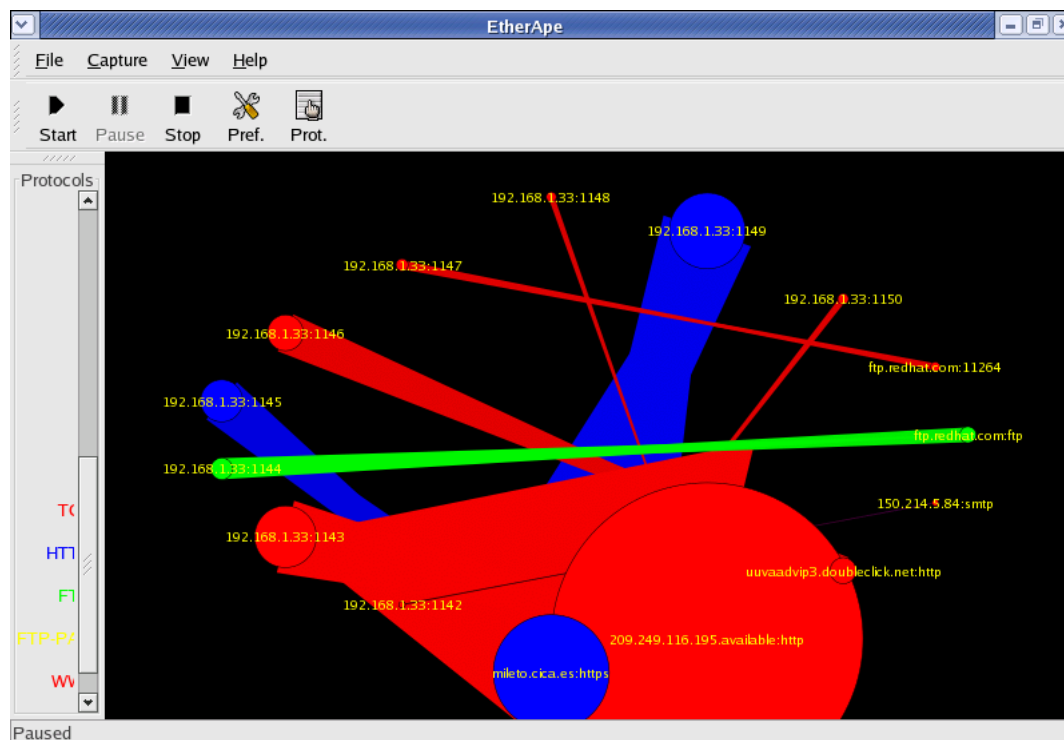 EtherApe
File Capture View Help
Start Pause Stop Pref. Prot.
Protocols
192.168.1.33:1148
192.168.1.33:1149
192.168.1.33:1147
192.168.1.33:1150
192.168.1.33:1146
ftp.redhat.com:11264
192.168.1.33:1145
ftp.redhat.com:ftp
192.168.1.33:1144
150.214.5.84:smtp
192.168.1.33:1143
uuvaadvip3.doubleclick.net:http
192.168.1.33:1142
209.249.116.195.available:http
mileto.cica.es:https
Paused